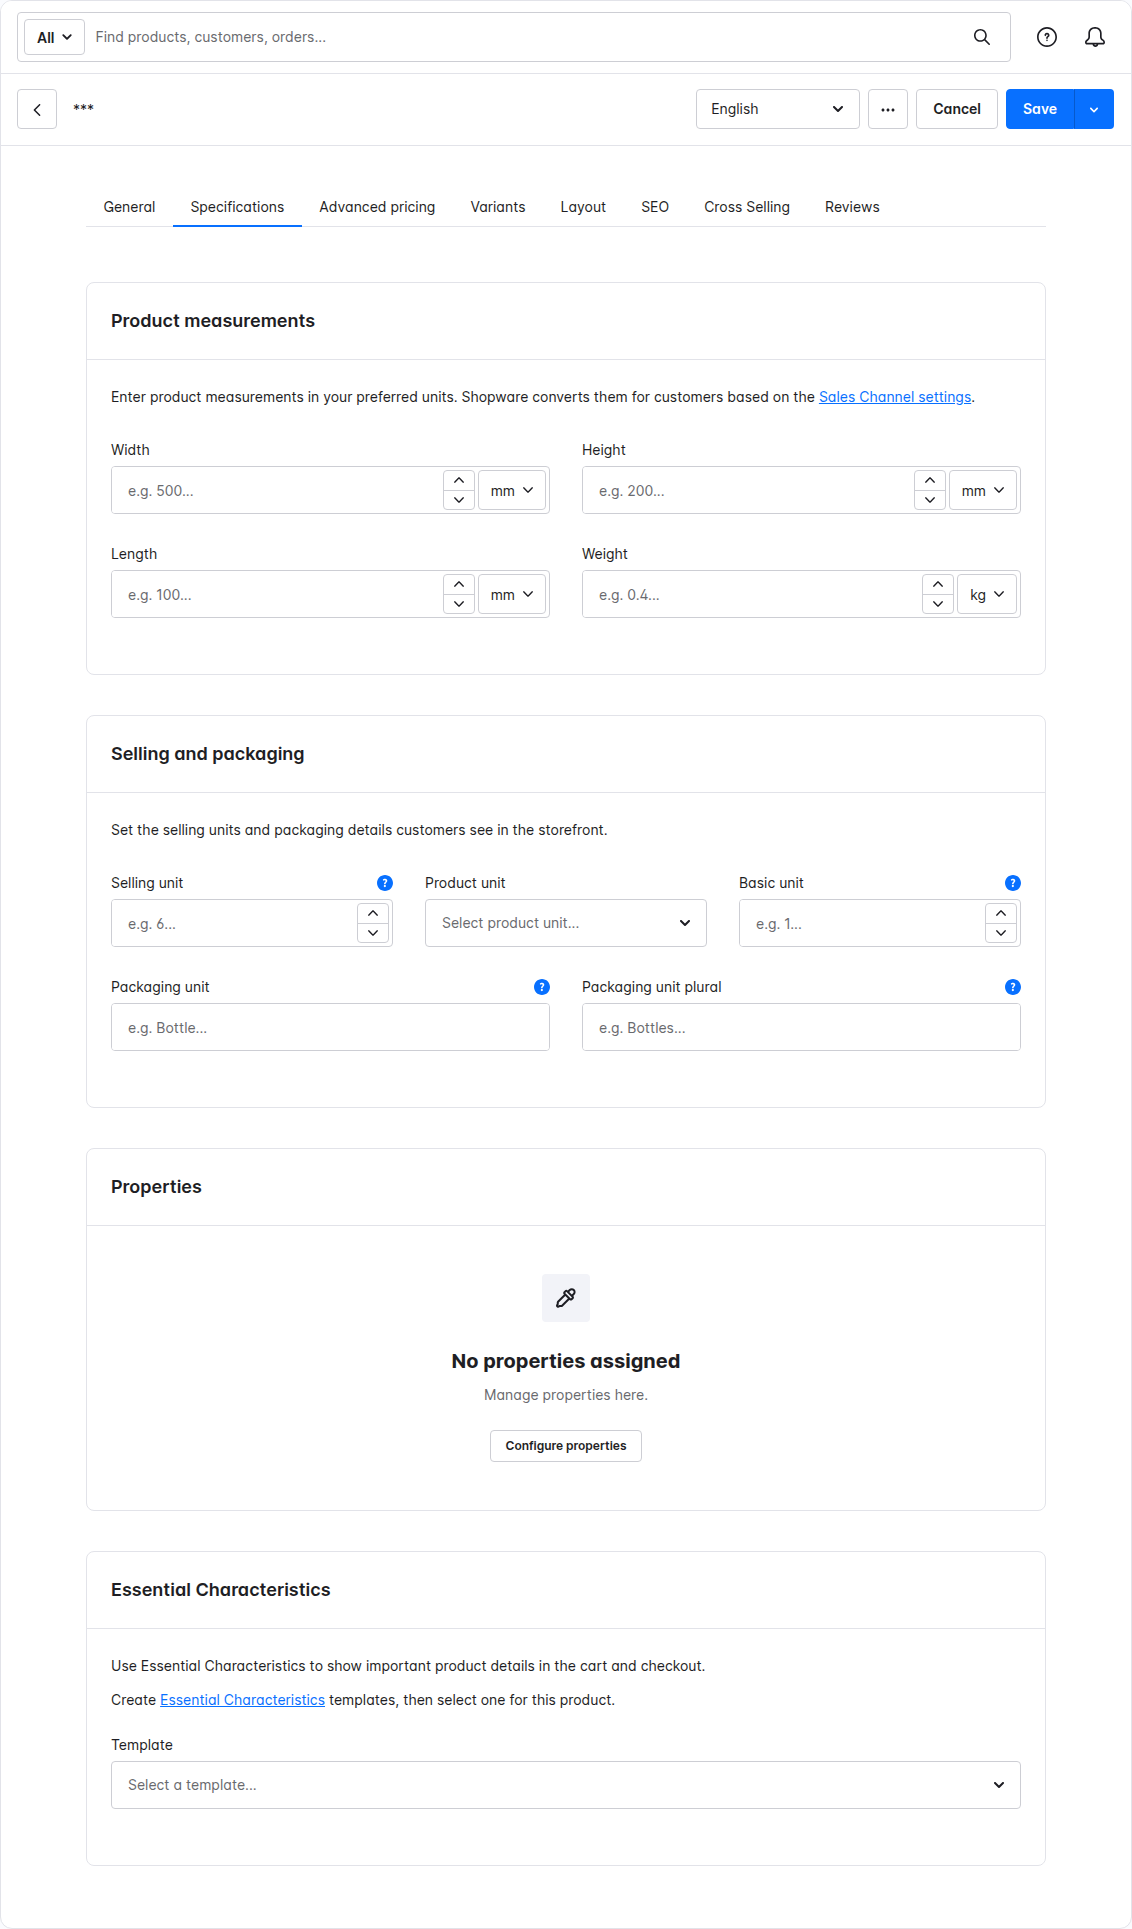 All
Find products, customers, orders...
***
English
Cancel
Save
General
Specifications
Advanced pricing
Variants
Layout
SEO
Cross Selling
Reviews
Product measurements
Enter product measurements in your preferred units. Shopware converts them for customers based on the Sales Channel settings.
Width
Height
e.g. 500...
mm
e.g. 200...
mm
Length
Weight
e.g. 100...
mm
e.g. 0.4...
kg
Selling and packaging
Set the selling units and packaging details customers see in the storefront.
Selling unit
?
Product unit
Basic unit
?
e.g. 6...
Select product unit...
e.g. 1...
Packaging unit
?
Packaging unit plural
?
e.g. Bottle...
e.g. Bottles...
Properties
No properties assigned
Manage properties here.
Configure properties
Essential Characteristics
Use Essential Characteristics to show important product details in the cart and checkout.
Create Essential Characteristics templates, then select one for this product.
Template
Select a template...